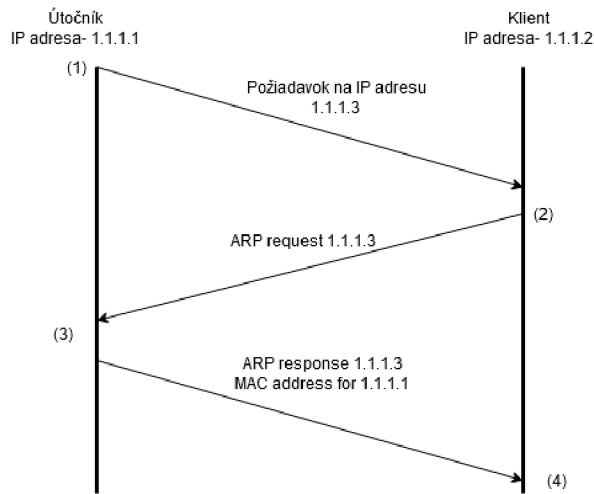 Útočník
IP adresa- 1.1.1.1
Klient
IP adresa- 1.1.1.2
(1)
Požiadavok na IP adresu
1.1.1.3
(2)
ARP request 1.1.1.3
(3)
ARP response 1.1.1.3
MAC address for 1.1.1.1
(4)